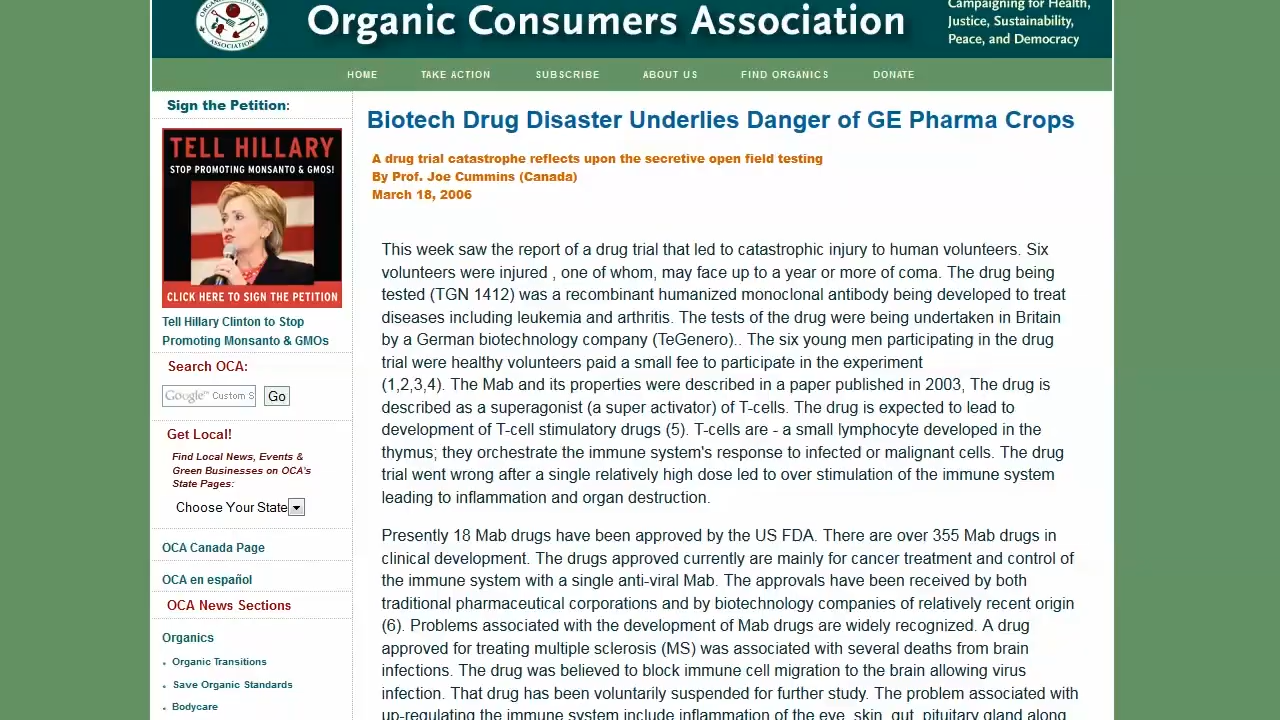 Organic Consumers Association
Campaigning for Health,
Justice, Sustainability,
Peace, and Democracy
ASSOCIATION
HOME TAKE ACTION SUBSCRIBE ABOUT US FIND ORGANICS DONATE
Sign the Petition:
TELL HILLARY
STOP PROMOTING MONSANTO & GMOS!
CLICK HERE TO SIGN THE PETITION
Tell Hillary Clinton to Stop
Promoting Monsanto & GMOs
Search OCA:
Google™ Custom S Go
Get Local!
Find Local News, Events &
Green Businesses on OCA's
State Pages:
Choose Your State
OCA Canada Page
OCA en español
OCA News Sections
Organics
Organic Transitions
Save Organic Standards
Bodycare
Biotech Drug Disaster Underlies Danger of GE Pharma Crops
A drug trial catastrophe reflects upon the secretive open field testing
By Prof. Joe Cummins (Canada)
March 18, 2006
This week saw the report of a drug trial that led to catastrophic injury to human volunteers. Six
volunteers were injured , one of whom, may face up to a year or more of coma. The drug being
tested (TGN 1412) was a recombinant humanized monoclonal antibody being developed to treat
diseases including leukemia and arthritis. The tests of the drug were being undertaken in Britain
by a German biotechnology company (TeGenero).. The six young men participating in the drug
trial were healthy volunteers paid a small fee to participate in the experiment
(1,2,3,4). The Mab and its properties were described in a paper published in 2003, The drug is
described as a superagonist (a super activator) of T-cells. The drug is expected to lead to
development of T-cell stimulatory drugs (5). T-cells are - a small lymphocyte developed in the
thymus; they orchestrate the immune system's response to infected or malignant cells. The drug
trial went wrong after a single relatively high dose led to over stimulation of the immune system
leading to inflammation and organ destruction.
Presently 18 Mab drugs have been approved by the US FDA. There are over 355 Mab drugs in
clinical development. The drugs approved currently are mainly for cancer treatment and control of
the immune system with a single anti-viral Mab. The approvals have been received by both
traditional pharmaceutical corporations and by biotechnology companies of relatively recent origin
(6). Problems associated with the development of Mab drugs are widely recognized. A drug
approved for treating multiple sclerosis (MS) was associated with several deaths from brain
infections. The drug was believed to block immune cell migration to the brain allowing virus
infection. That drug has been voluntarily suspended for further study. The problem associated with
up-regulating the immune system include inflammation of the eye, skin, gut, pituitary gland along